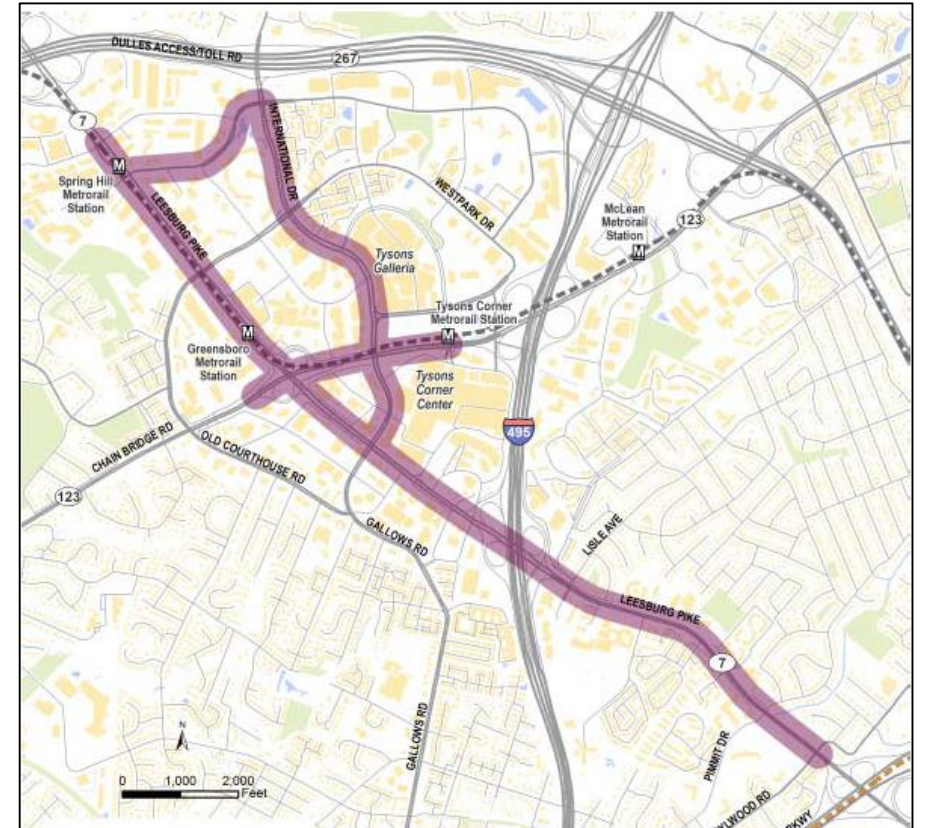 DULLES ACCESS/TOLL RD
267
7
INTERNATIONAL DR
Spring Hill
Metrorail
Station
M
LEESBURG PIKE
WESTPARK DR
McLean
Metrorail
Station
M
123
Tysons
Galleria
Tysons Corner
Metrorail Station
M
M
Greensboro
Metrorail
Station
Tysons
Corner
Center
495
CHAIN BRIDGE RD
OLD COURTHOUSE RD
123
GALLOWS RD
LISLE AVE
LEESBURG PIKE
7
GALLOWS RD
PIMMIT DR
N
0 1,000 2,000
Feet